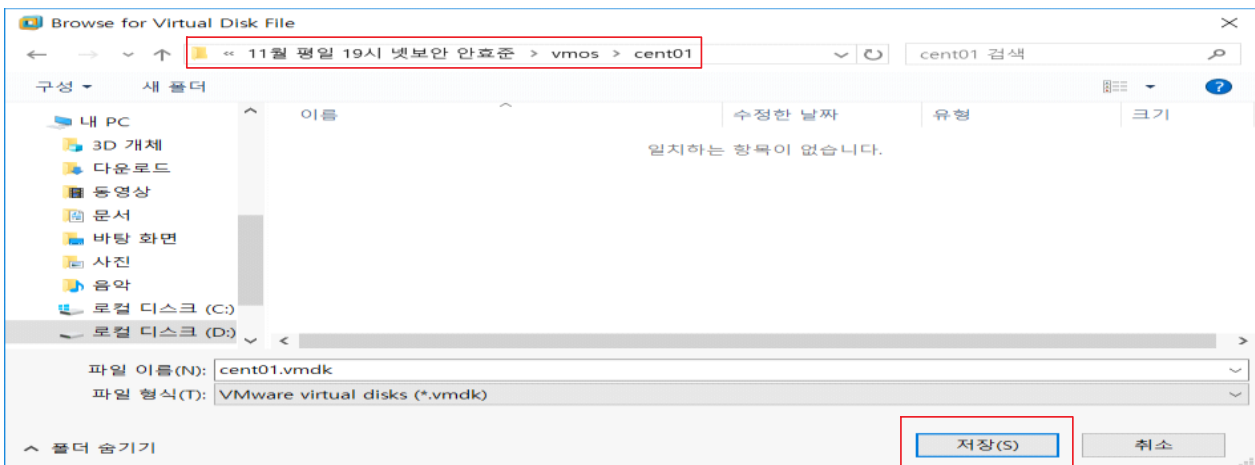 Browse for Virtual Disk File
« 11월 평일 19시 넷보안 안효준 > vmos > cent01
cent01 검색
구성
새 폴더
이름 수정한 날짜 유형 크기
일치하는 항목이 없습니다.
내 PC
3D 개체
다운로드
동영상
문서
바탕 화면
사진
음악
로컬 디스크 (C:)
로컬 디스크 (D:)
파일 이름(N): cent01.vmdk
파일 형식(T): VMware virtual disks (*.vmdk)
폴더 숨기기
저장(S) 취소